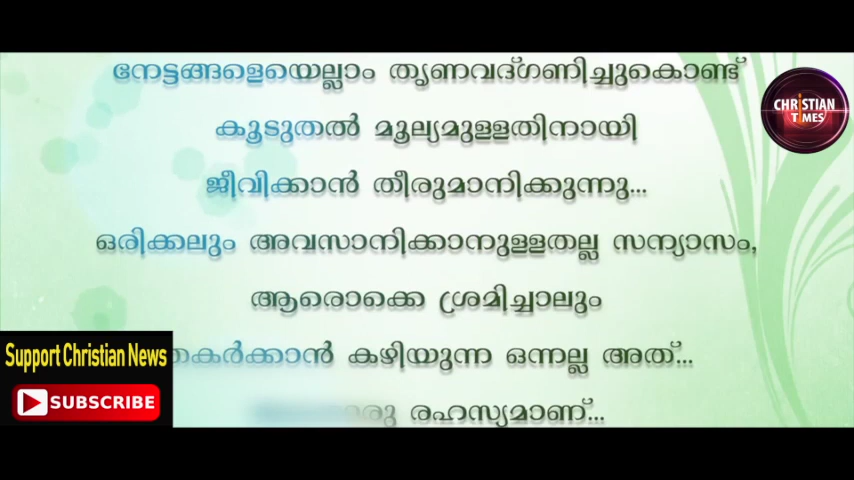 നേട്ടങ്ങളെയെല്ലാം തൃണവദ്ഗണിച്ചുകൊണ്ട്
CHRiSTIAN
TiMES
കൂടുതൽ മൂല്യമുള്ളതിനായി
ജീവിക്കാൻ തീരുമാനിക്കുന്നു...
ഒരിക്കലും അവസാനിക്കാനുള്ളതല്ല സന്യാസം,
ആരൊക്കെ ശ്രമിച്ചാലും
Support Christian News
കഴിയുന്ന ഒന്നല്ല അത്...
SUBSCRIBE
രഹസ്യമാണ്...